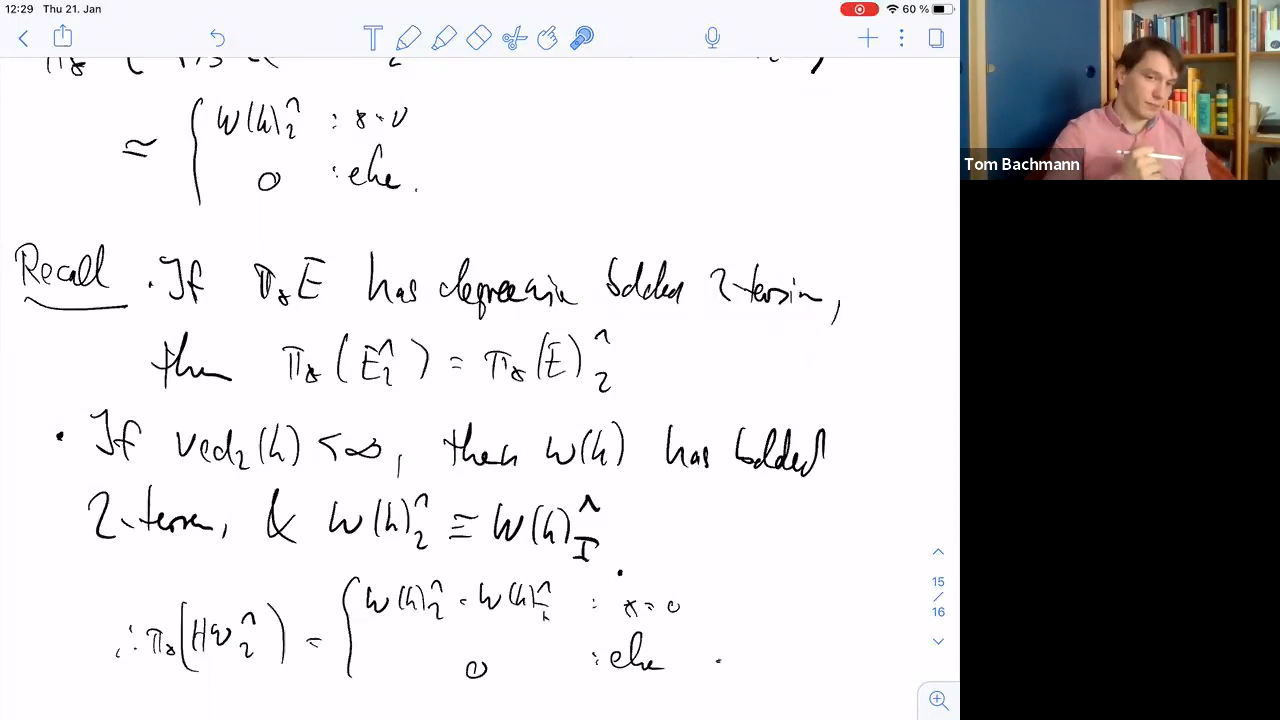 12:29 Thu 21. Jan
60 %
≃ { W(k)^∧_2 : * = 0
0 : else.
Recall · If π_* E has degreewise bdded 2-torsion,
then π_*(E^∧_2) = π_*(E)^∧_2
· If vcd_2(k) < ∞, then W(k) has bdded
2-torsion, & W(k)^∧_2 ≡ W(k)^∧_I.
∴ π_*(HW^∧_2) = { W(k)^∧_2 = W(k)^∧_I : * = 0
0 : else .
15
/
16
Tom Bachmann